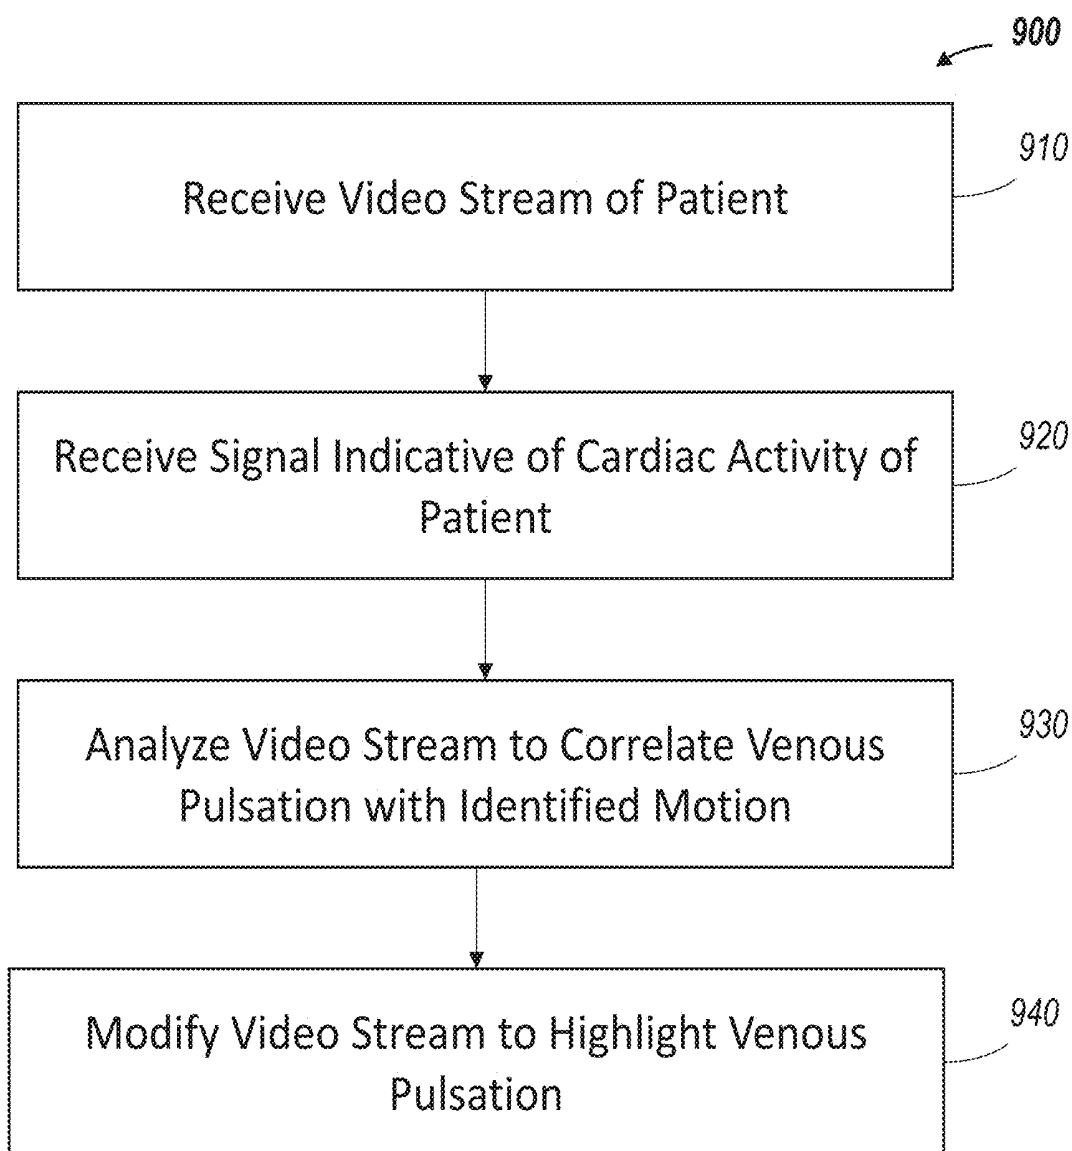 900
910
Receive Video Stream of Patient
920
Receive Signal Indicative of Cardiac Activity of
Patient
930
Analyze Video Stream to Correlate Venous
Pulsation with Identified Motion
940
Modify Video Stream to Highlight Venous
Pulsation